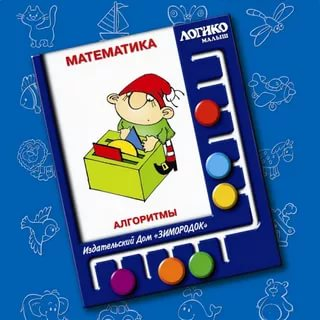 МАТЕМАТИКА
ЛОГИКО
МАЛЫШ
АЛГОРИТМЫ
Издательский Дом «ЗИМОРОДОК»